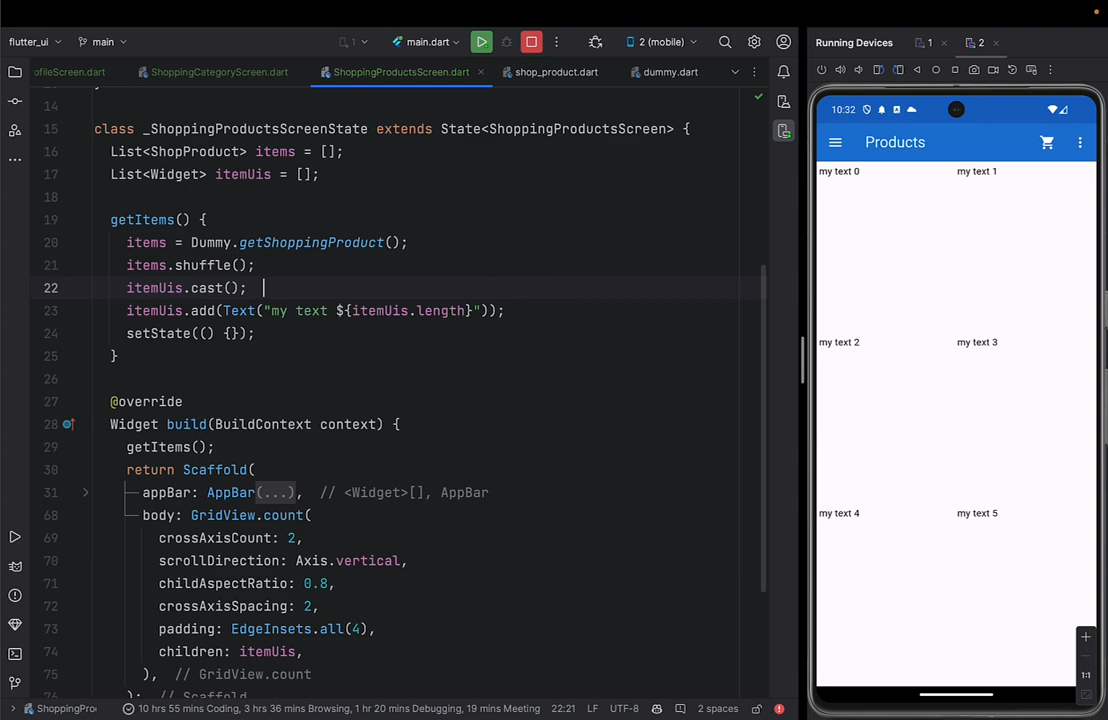 flutter_ui
main
1
main.dart
2 (mobile)
ofileScreen.dart
ShoppingCategoryScreen.dart
ShoppingProductsScreen.dart
shop_product.dart
dummy.dart
14
15 class _ShoppingProductsScreenState extends State<ShoppingProductsScreen> {
16 List<ShopProduct> items = [];
17 List<Widget> itemUis = [];
18
19 getItems() {
20 items = Dummy.getShoppingProduct();
21 items.shuffle();
22 itemUis.cast();
23 itemUis.add(Text("my text ${itemUis.length}"));
24 setState(() {});
25 }
26
27 @override
28 Widget build(BuildContext context) {
29 getItems();
30 return Scaffold(
31 appBar: AppBar(...), // <Widget>[], AppBar
68 body: GridView.count(
69 crossAxisCount: 2,
70 scrollDirection: Axis.vertical,
71 childAspectRatio: 0.8,
72 crossAxisSpacing: 2,
73 padding: EdgeInsets.all(4),
74 children: itemUis,
75 ), // GridView.count
76 ); // Scaffold
ShoppingPro
10 hrs 55 mins Coding, 3 hrs 36 mins Browsing, 1 hr 20 mins Debugging, 19 mins Meeting
22:21
LF
UTF-8
2 spaces
Running Devices
1
2
10:32
Products
my text 0
my text 1
my text 2
my text 3
my text 4
my text 5
1:1